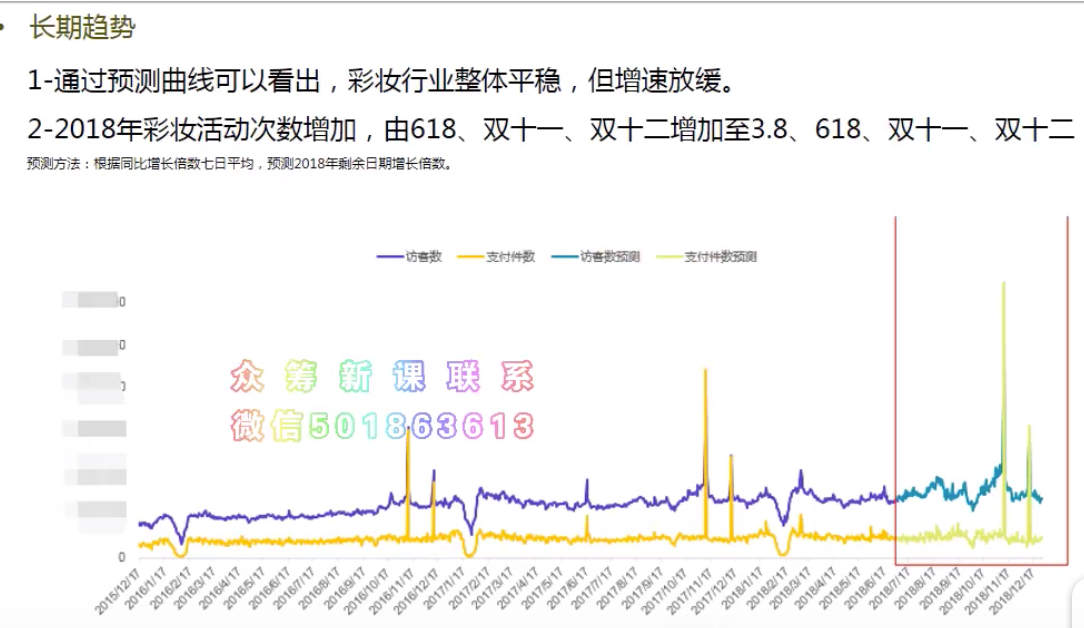 • 长期趋势
1-通过预测曲线可以看出，彩妆行业整体平稳，但增速放缓。
2-2018年彩妆活动次数增加，由618、双十一、双十二增加至3.8、618、双十一、双十二
预测方法：根据同比增长倍数七日平均，预测2018年剩余日期增长倍数。
访客数 支付件数 访客数预测 支付件数预测
0
0
0
众筹新课联系
微信501863613
0
2015/12/17 2016/1/17 2016/2/17 2016/3/17 2016/4/17 2016/5/17 2016/6/17 2016/7/17 2016/8/17 2016/9/17 2016/10/17 2016/11/17 2016/12/17 2017/1/17 2017/2/17 2017/3/17 2017/4/17 2017/5/17 2017/6/17 2017/7/17 2017/8/17 2017/9/17 2017/10/17 2017/11/17 2017/12/17 2018/1/17 2018/2/17 2018/3/17 2018/4/17 2018/5/17 2018/6/17 2018/7/17 2018/8/17 2018/9/17 2018/10/17 2018/11/17 2018/12/17